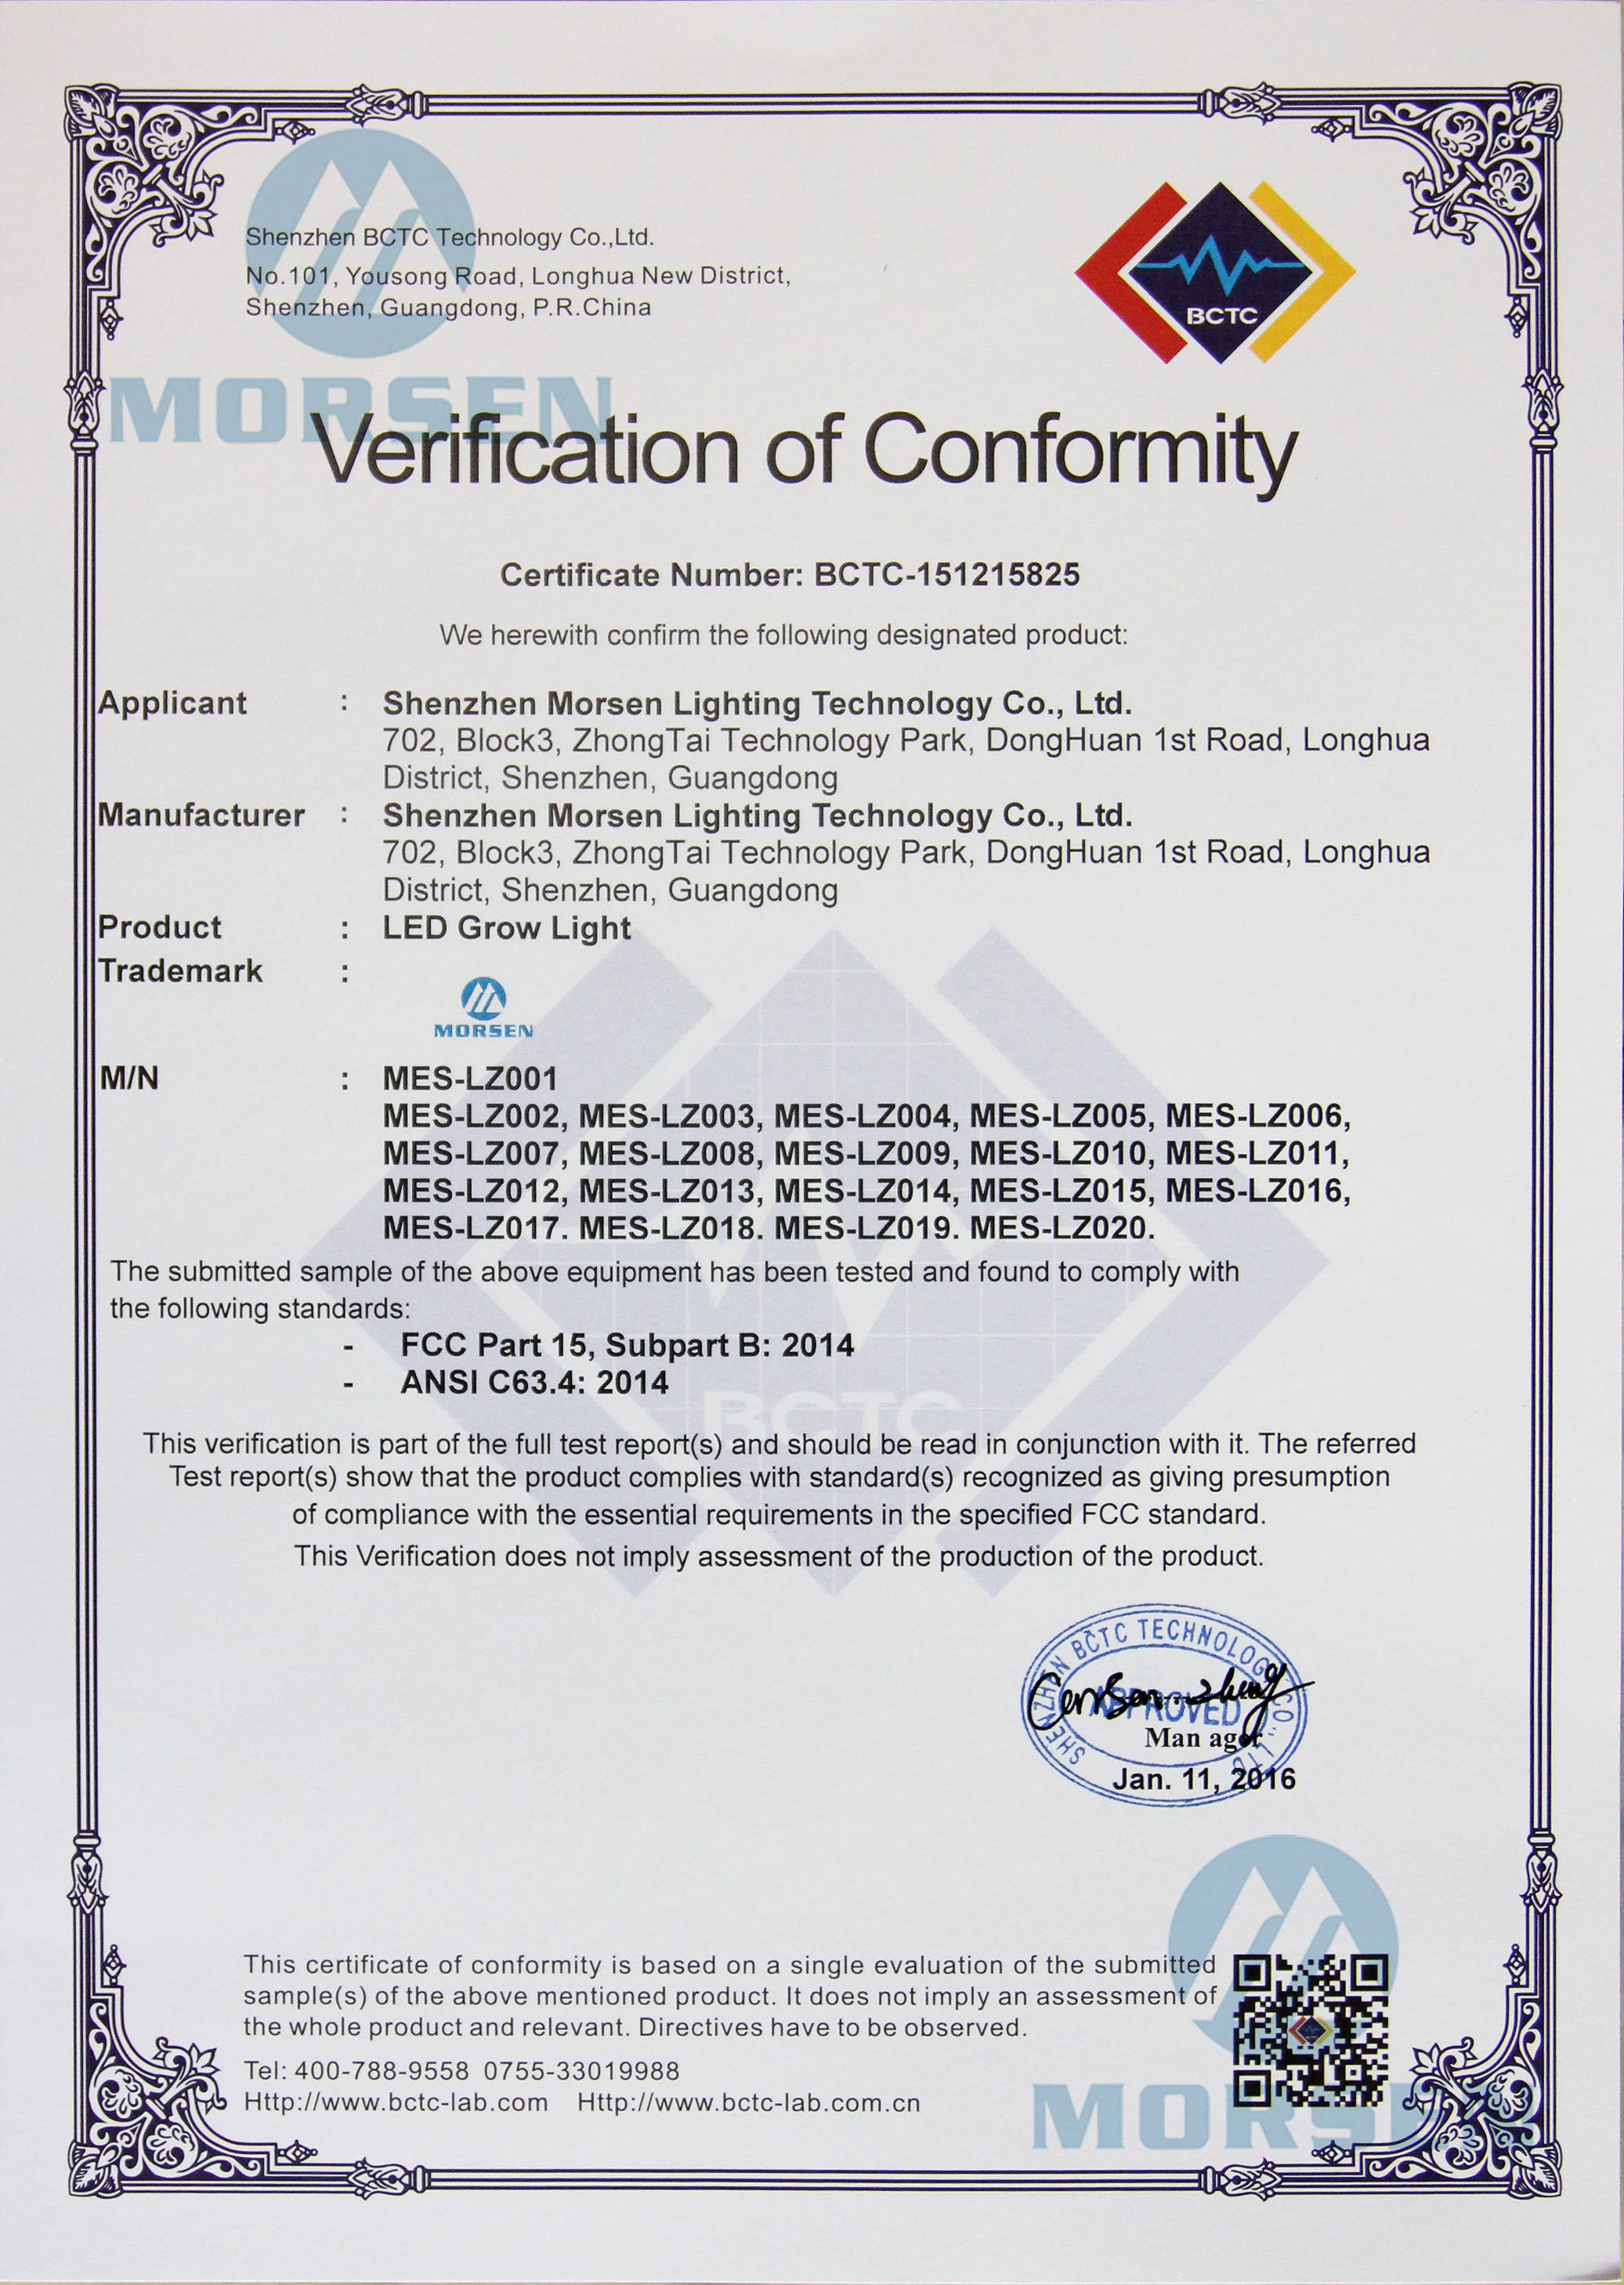 Shenzhen BCTC Technology Co.,Ltd.
No.101, Yousong Road, Longhua New District,
Shenzhen, Guangdong, P.R.China
BCTC
MORSEN
Verification of Conformity
Certificate Number: BCTC-151215825
We herewith confirm the following designated product:
Applicant : Shenzhen Morsen Lighting Technology Co., Ltd.
702, Block3, ZhongTai Technology Park, DongHuan 1st Road, Longhua
District, Shenzhen, Guangdong
Manufacturer : Shenzhen Morsen Lighting Technology Co., Ltd.
702, Block3, ZhongTai Technology Park, DongHuan 1st Road, Longhua
District, Shenzhen, Guangdong
Product : LED Grow Light
Trademark :
MORSEN
M/N : MES-LZ001
MES-LZ002, MES-LZ003, MES-LZ004, MES-LZ005, MES-LZ006,
MES-LZ007, MES-LZ008, MES-LZ009, MES-LZ010, MES-LZ011,
MES-LZ012, MES-LZ013, MES-LZ014, MES-LZ015, MES-LZ016,
MES-LZ017. MES-LZ018. MES-LZ019. MES-LZ020.
The submitted sample of the above equipment has been tested and found to comply with
the following standards:
- FCC Part 15, Subpart B: 2014
- ANSI C63.4: 2014
BCTC
This verification is part of the full test report(s) and should be read in conjunction with it. The referred
Test report(s) show that the product complies with standard(s) recognized as giving presumption
of compliance with the essential requirements in the specified FCC standard.
This Verification does not imply assessment of the production of the product.
SHENZHEN BCTC TECHNOLOGY CO., LTD
APPROVED
Man ager
Jan. 11, 2016
This certificate of conformity is based on a single evaluation of the submitted
sample(s) of the above mentioned product. It does not imply an assessment of
the whole product and relevant. Directives have to be observed.
Tel: 400-788-9558 0755-33019988
Http://www.bctc-lab.com Http://www.bctc-lab.com.cn
MORSE